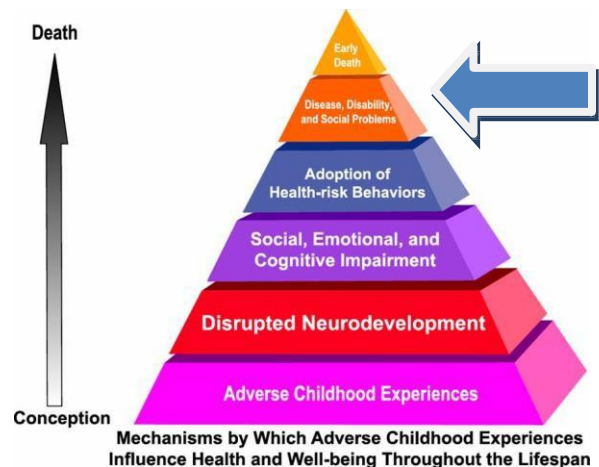 Death
Early
Death
Disease, Disability,
and Social Problems
Adoption of
Health-risk Behaviors
Social, Emotional, and
Cognitive Impairment
Disrupted Neurodevelopment
Adverse Childhood Experiences
Conception
Mechanisms by Which Adverse Childhood Experiences
Influence Health and Well-being Throughout the Lifespan